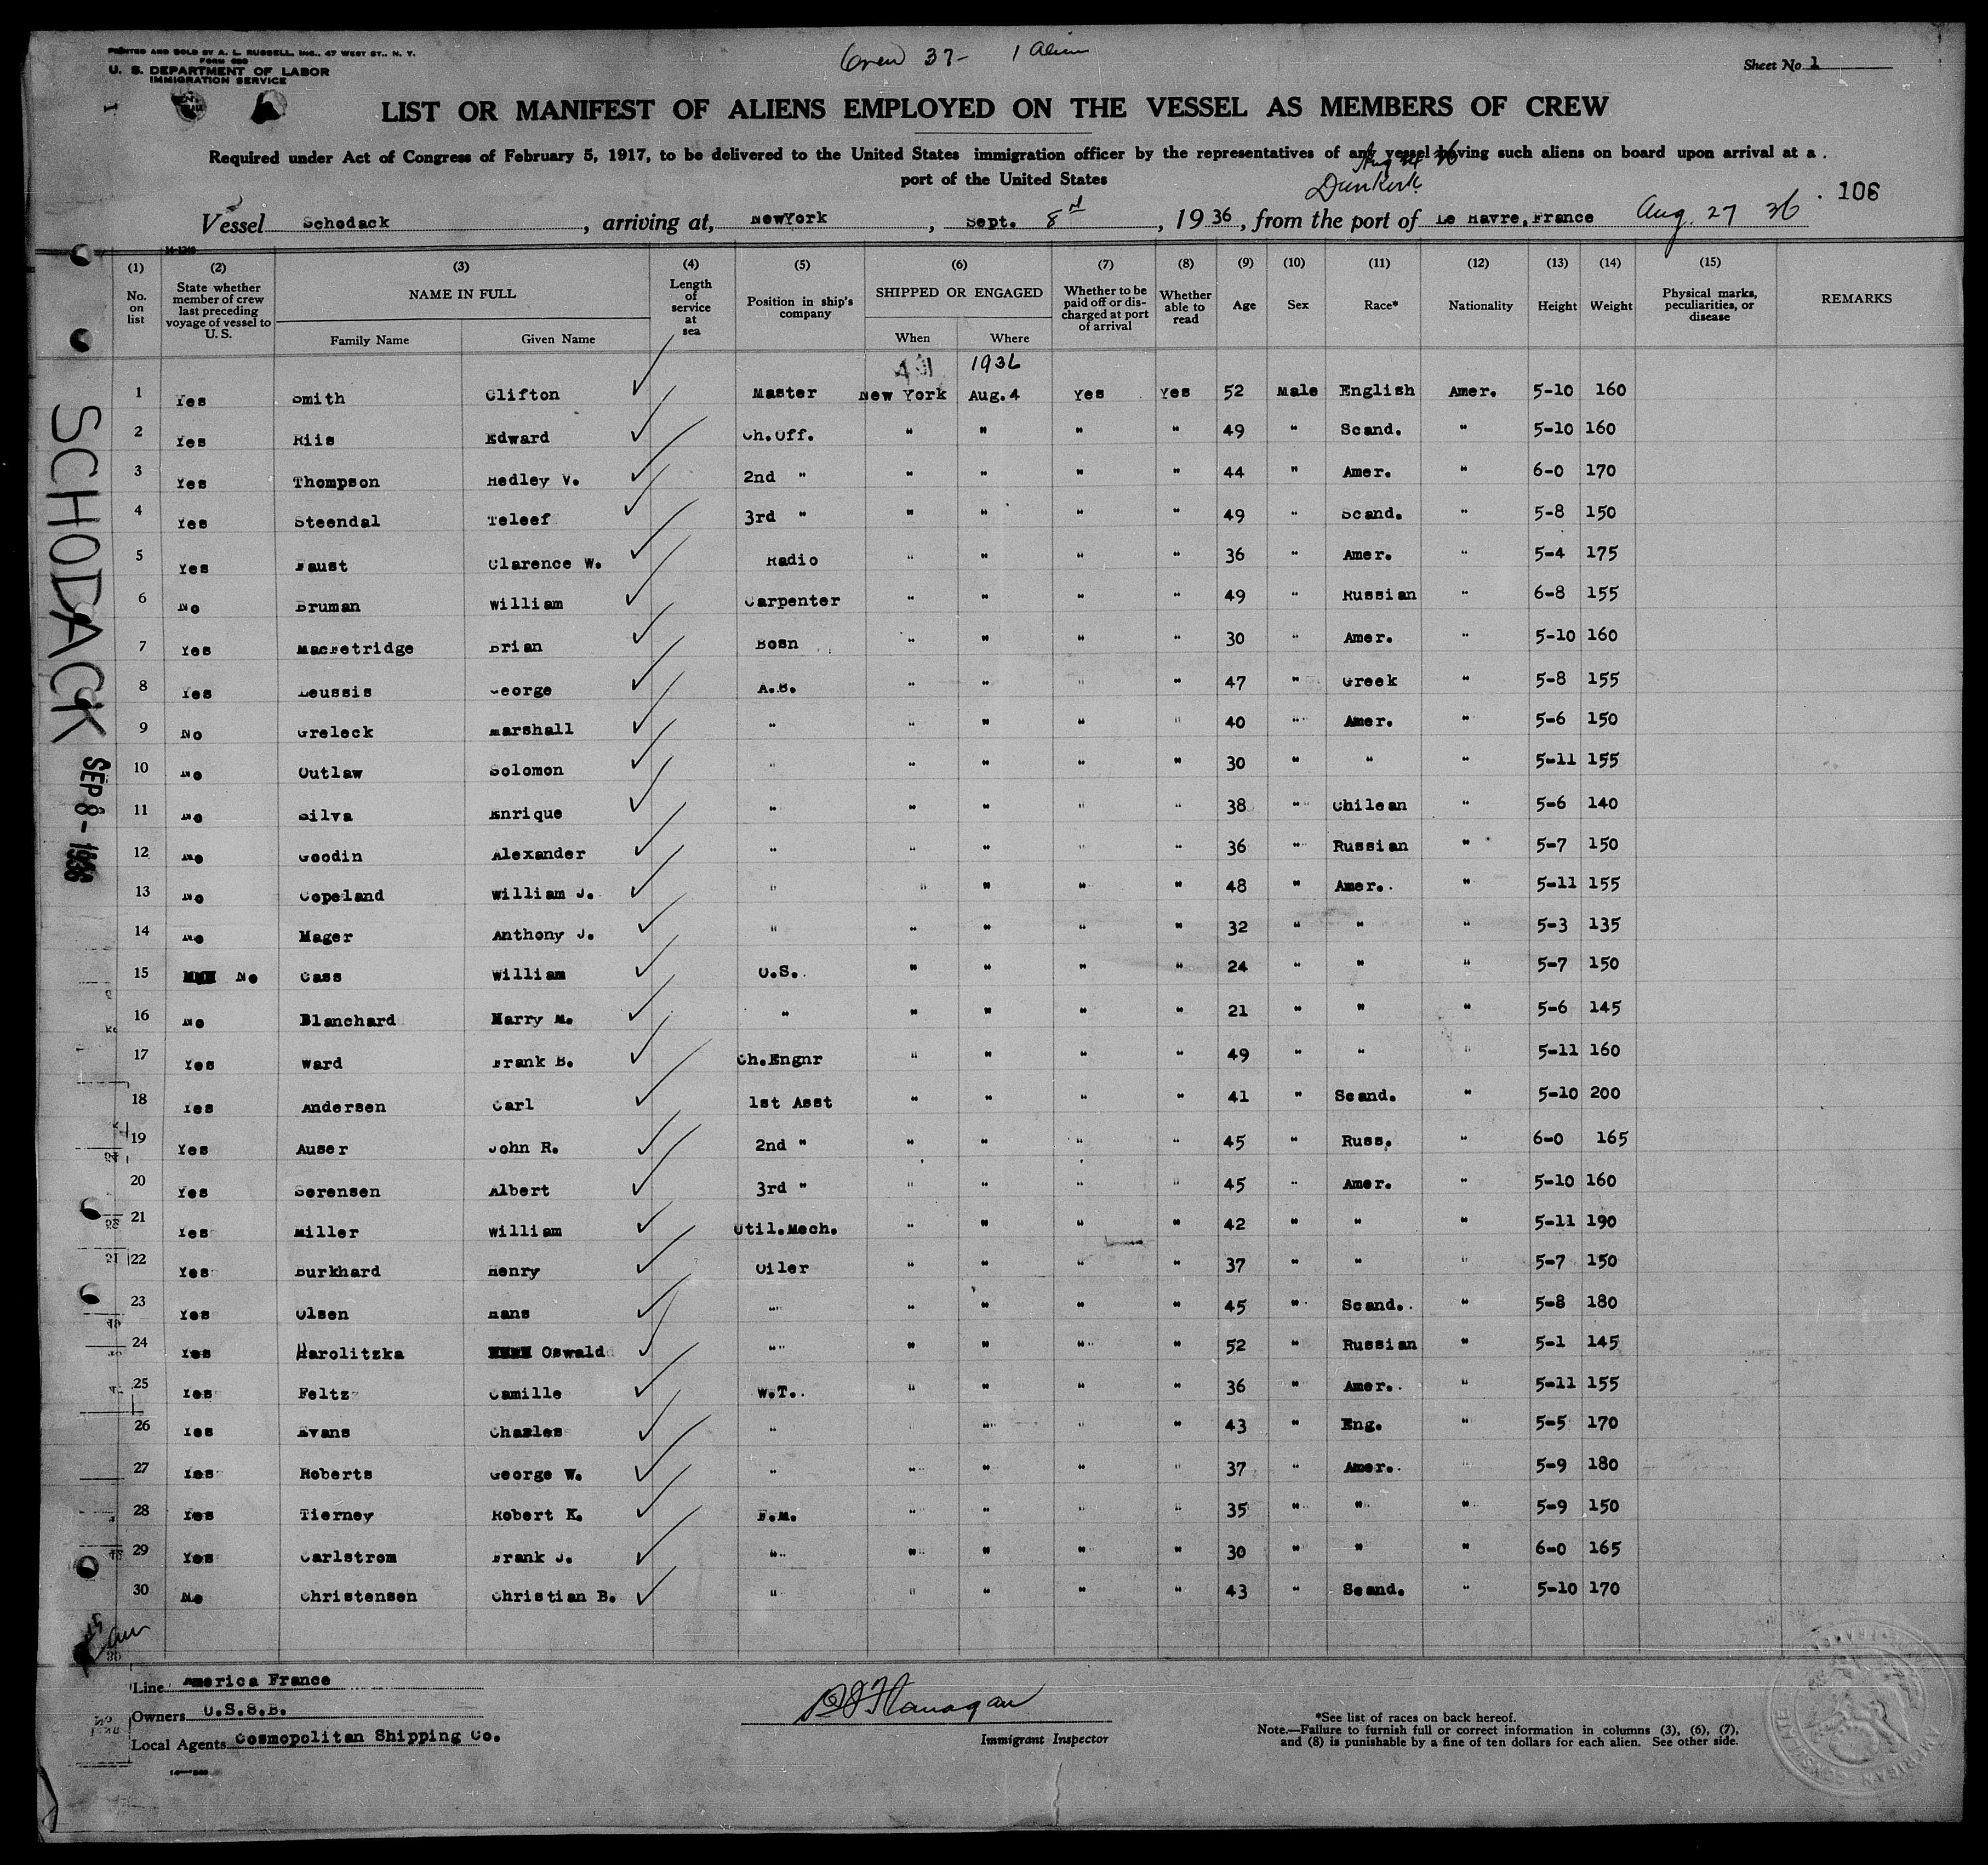 PRINTED AND SOLD BY A. L. RUSSELL, INC., 47 WEST ST., N. Y.
FORM 680
U. S. DEPARTMENT OF LABOR
IMMIGRATION SERVICE
Crew 37- 1 Alien
Sheet No. 1
LIST OR MANIFEST OF ALIENS EMPLOYED ON THE VESSEL AS MEMBERS OF CREW
Required under Act of Congress of February 5, 1917, to be delivered to the United States immigration officer by the representatives of any vessel having such aliens on board upon arrival at a
port of the United States
Dunkirk Aug 24 36
106
Vessel Schodack, arriving at, NewYork, Sept. 8th, 1936, from the port of Le Havre, France Aug. 27 36
(1) (2) (3) (4) (5) (6) (7) (8) (9) (10) (11) (12) (13) (14) (15)
No. on list
State whether member of crew last preceding voyage of vessel to U. S.
NAME IN FULL
Family Name Given Name
Length of service at sea
Position in ship's company
SHIPPED OR ENGAGED
When Where
Whether to be paid off or discharged at port of arrival
Whether able to read
Age Sex Race* Nationality Height Weight
Physical marks, peculiarities, or disease
REMARKS
1936
1 Yes Smith Clifton Master New York Aug.4 Yes Yes 52 Male English Amer. 5-10 160
2 Yes Riis Edward Ch.Off. " " " " 49 " Scand. " 5-10 160
3 Yes Thompson Hedley V. 2nd " " " " " 44 " Amer. " 6-0 170
4 Yes Steendal Teleef 3rd " " " " " 49 " Scand. " 5-8 150
5 Yes Faust Clarence W. Radio " " " " 36 " Amer. " 5-4 175
6 No Bruman William Carpenter " " " " 49 " Russian " 6-8 155
7 Yes MacFetridge Brian Bosn " " " " 30 " Amer. " 5-10 160
8 Yes Leussis George A.B. " " " " 47 " Greek " 5-8 155
9 No Greleck Marshall " " " " " 40 " Amer. " 5-6 150
10 No Outlaw Solomon " " " " " 30 " " " 5-11 155
11 No Silva Enrique " " " " " 38 " Chilean " 5-6 140
12 No Goodin Alexander " " " " " 36 " Russian " 5-7 150
13 No Copeland William J. " " " " " 48 " Amer. " 5-11 155
14 No Mager Anthony J. " " " " " 32 " " " 5-3 135
15 No Cass William O.S. " " " " 24 " " " 5-7 150
16 No Blanchard Harry M. " " " " " 21 " " " 5-6 145
17 Yes Ward Frank B. Ch.Engnr " " " " 49 " " " 5-11 160
18 Yes Andersen Carl 1st Asst " " " " 41 " Scand. " 5-10 200
19 Yes Auser John R. 2nd " " " " " 45 " Russ. " 6-0 165
20 Yes Sorensen Albert 3rd " " " " " 45 " Amer. " 5-10 160
21 Yes Miller William Util.Mech. " " " " 42 " " " 5-11 190
22 Yes Burkhard Henry Oiler " " " " 37 " " " 5-7 150
23 Yes Olsen Hans " " " " " 45 " Scand. " 5-8 180
24 Yes Harolitzka Oswald " " " " " 52 " Russian " 5-1 145
25 Yes Feltz Camille W.T. " " " " 36 " Amer. " 5-11 155
26 Yes Evans Charles " " " " " 43 " Eng. " 5-5 170
27 Yes Roberts George W. " " " " " 37 " Amer. " 5-9 180
28 Yes Tierney Robert K. F.M. " " " " 35 " " " 5-9 150
29 Yes Carlstrom Frank J. " " " " " 30 " " " 6-0 165
30 No Christensen Christian B. " " " " " 43 " Scand. " 5-10 170
SCHODACK
SEP 8 - 1936
Line America France
Owners U.S.S.B.
Local Agents Cosmopolitan Shipping Co.
Flanagan
Immigrant Inspector
*See list of races on back hereof.
Note.—Failure to furnish full or correct information in columns (3), (6), (7),
and (8) is punishable by a fine of ten dollars for each alien. See other side.
AMERICAN CONSULATE